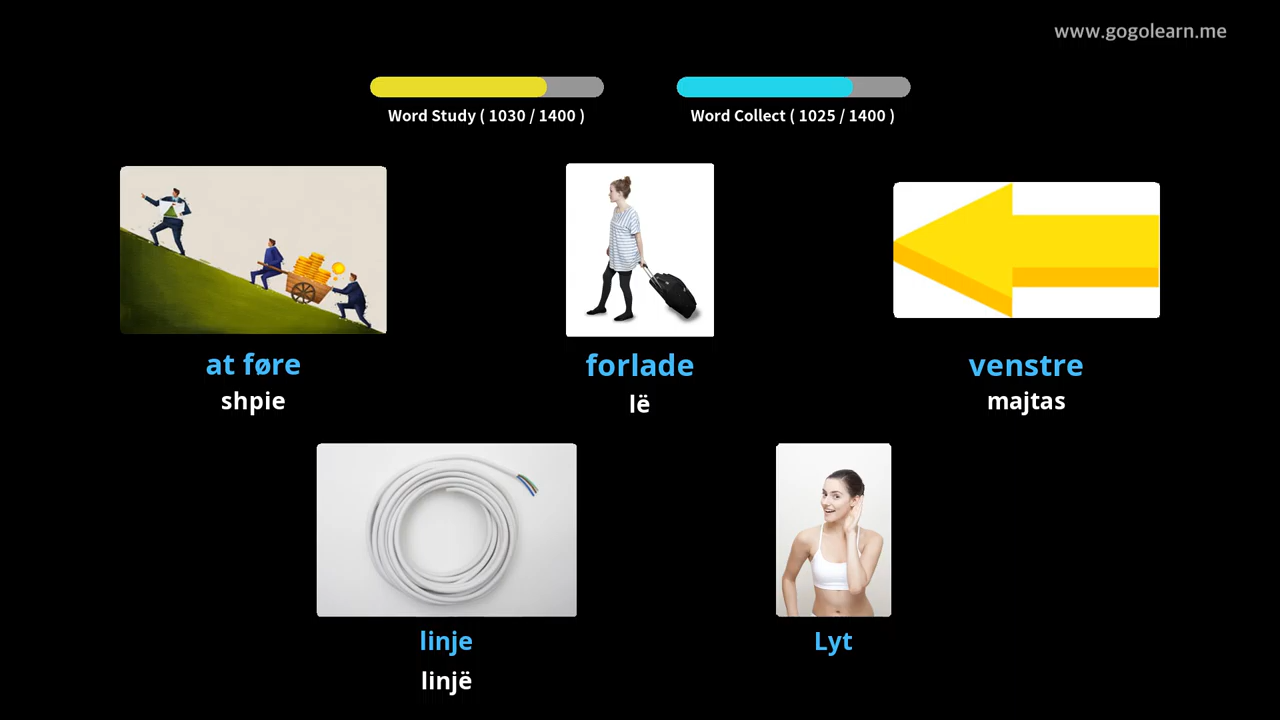 www.gogolearn.me
Word Study ( 1030 / 1400 )
Word Collect ( 1025 / 1400 )
at føre
shpie
forlade
lë
venstre
majtas
linje
linjë
Lyt